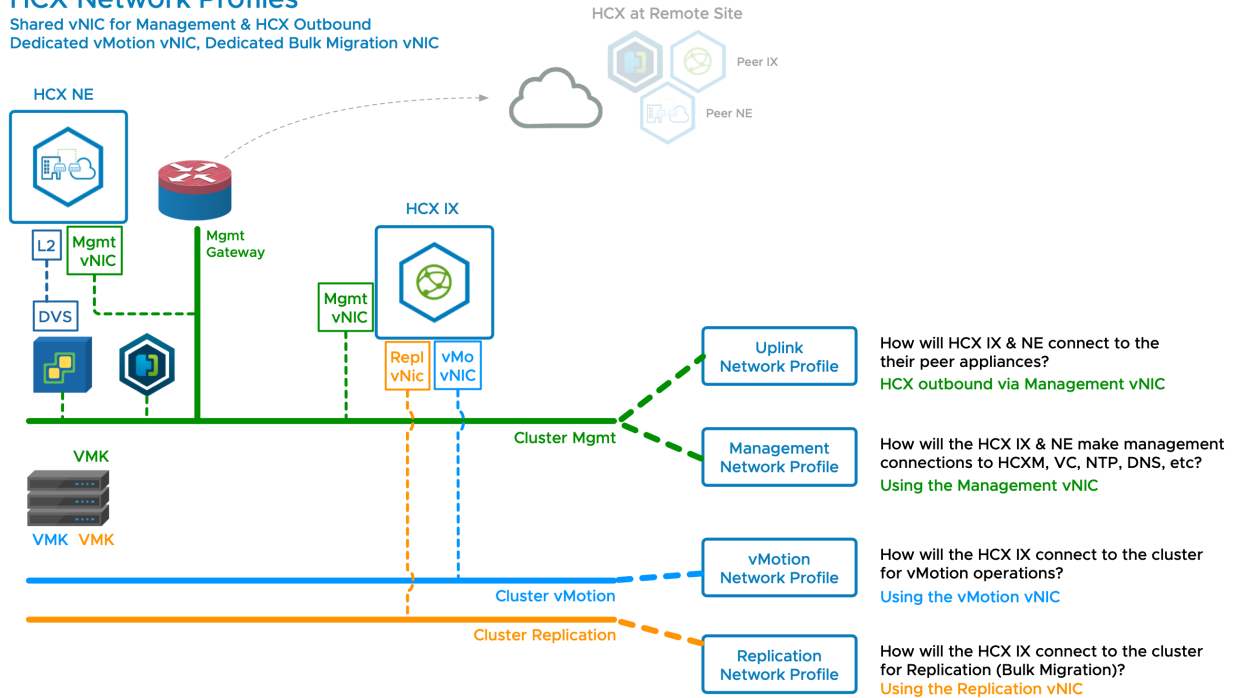 HCX Network Profiles
Shared vNIC for Management & HCX Outbound
Dedicated vMotion vNIC, Dedicated Bulk Migration vNIC
HCX at Remote Site
Peer IX
Peer NE
HCX NE
L2
Mgmt
vNIC
DVS
Mgmt
Gateway
HCX IX
Mgmt
vNIC
Repl
vNic
vMo
vNIC
Cluster Mgmt
VMK
VMK VMK
Cluster vMotion
Cluster Replication
Uplink
Network Profile
How will HCX IX & NE connect to the
their peer appliances?
HCX outbound via Management vNIC
Management
Network Profile
How will the HCX IX & NE make management
connections to HCXM, VC, NTP, DNS, etc?
Using the Management vNIC
vMotion
Network Profile
How will the HCX IX connect to the cluster
for vMotion operations?
Using the vMotion vNIC
Replication
Network Profile
How will the HCX IX connect to the cluster
for Replication (Bulk Migration)?
Using the Replication vNIC